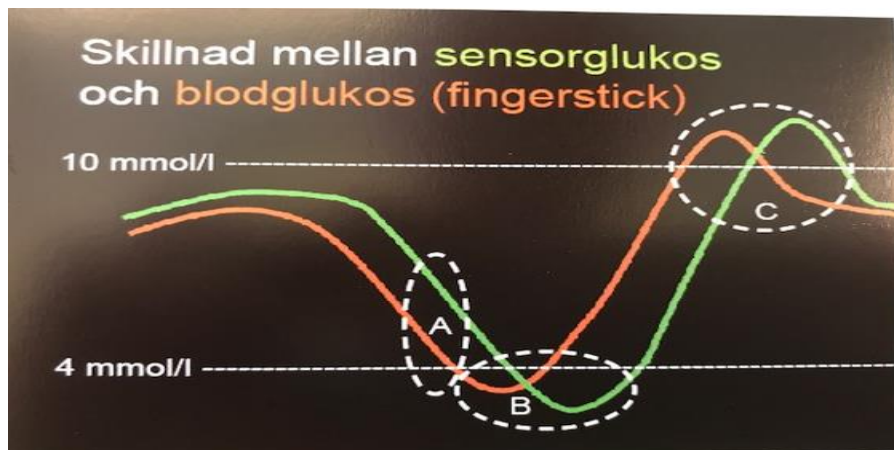 Skillnad mellan sensorglukos
och blodglukos (fingerstick)
10 mmol/l
C
A
4 mmol/l
B